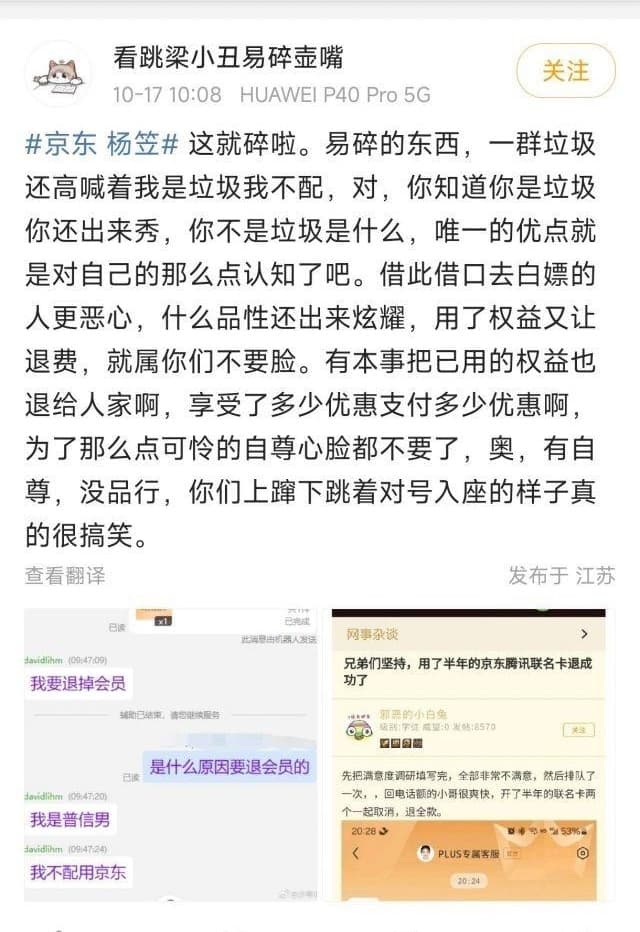 看跳梁小丑易碎壶嘴
关注
10-17 10:08 HUAWEI P40 Pro 5G
#京东 杨笠# 这就碎啦。易碎的东西，一群垃圾
还高喊着我是垃圾我不配，对，你知道你是垃圾
你还出来秀，你不是垃圾是什么，唯一的优点就
是对自己的那么点认知了吧。借此借口去白嫖的
人更恶心，什么品性还出来炫耀，用了权益又让
退费，就属你们不要脸。有本事把已用的权益也
退给人家啊，享受了多少优惠支付多少优惠啊，
为了那么点可怜的自尊心脸都不要了，奥，有自
尊，没品行，你们上蹿下跳着对号入座的样子真
的很搞笑。
查看翻译
发布于 江苏
x1
已完成
已读
此消息由机器人发送
davidlihm (09:47:09)
我要退掉会员
辅助已结束，请您继续服务
已读
是什么原因要退会员的
davidlihm (09:47:20)
我是普信男
davidlihm (09:47:24)
我不配用京东
网事杂谈
兄弟们坚持，用了半年的京东腾讯联名卡退成
功了
邪恶的小白兔
级别:学徒 威望:0 发帖:8570
关注
先把满意度调研填写完，全部非常不满意，然后排队了
一次，，回电话额的小哥很爽快，开了半年的联名卡两
个一起取消，退全款。
20:28
53%
PLUS专属客服
20:24